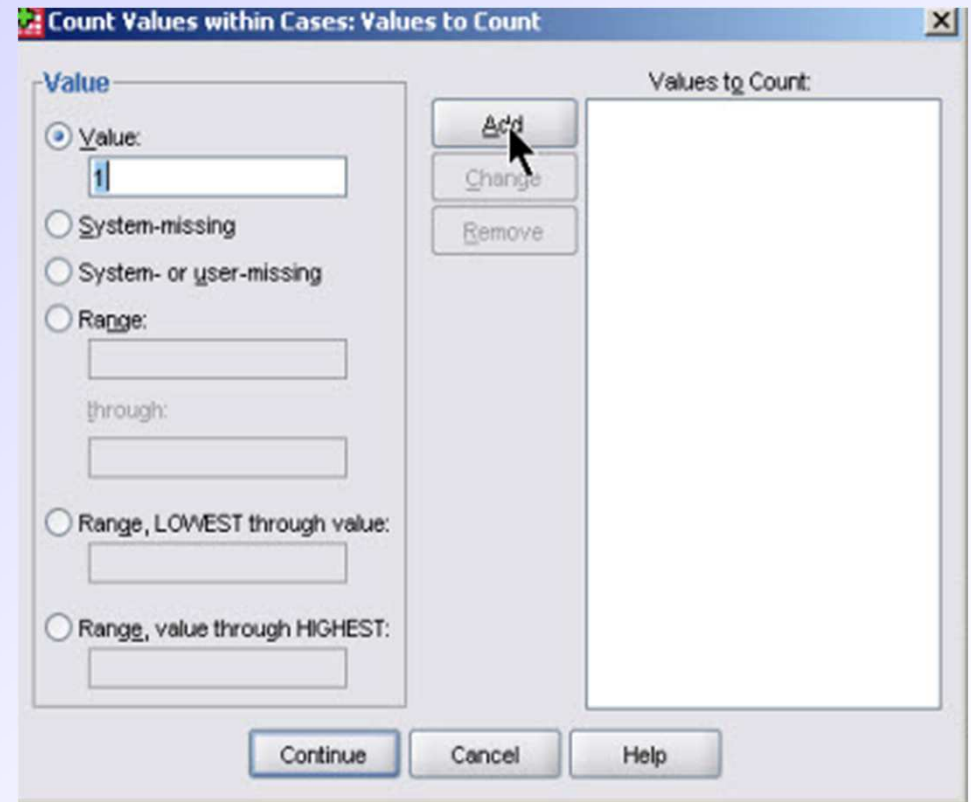 Count Values within Cases: Values to Count
Value
Value:
1
System-missing
System- or user-missing
Range:
through:
Range, LOWEST through value:
Range, value through HIGHEST:
Add
Change
Remove
Values to Count:
Continue
Cancel
Help